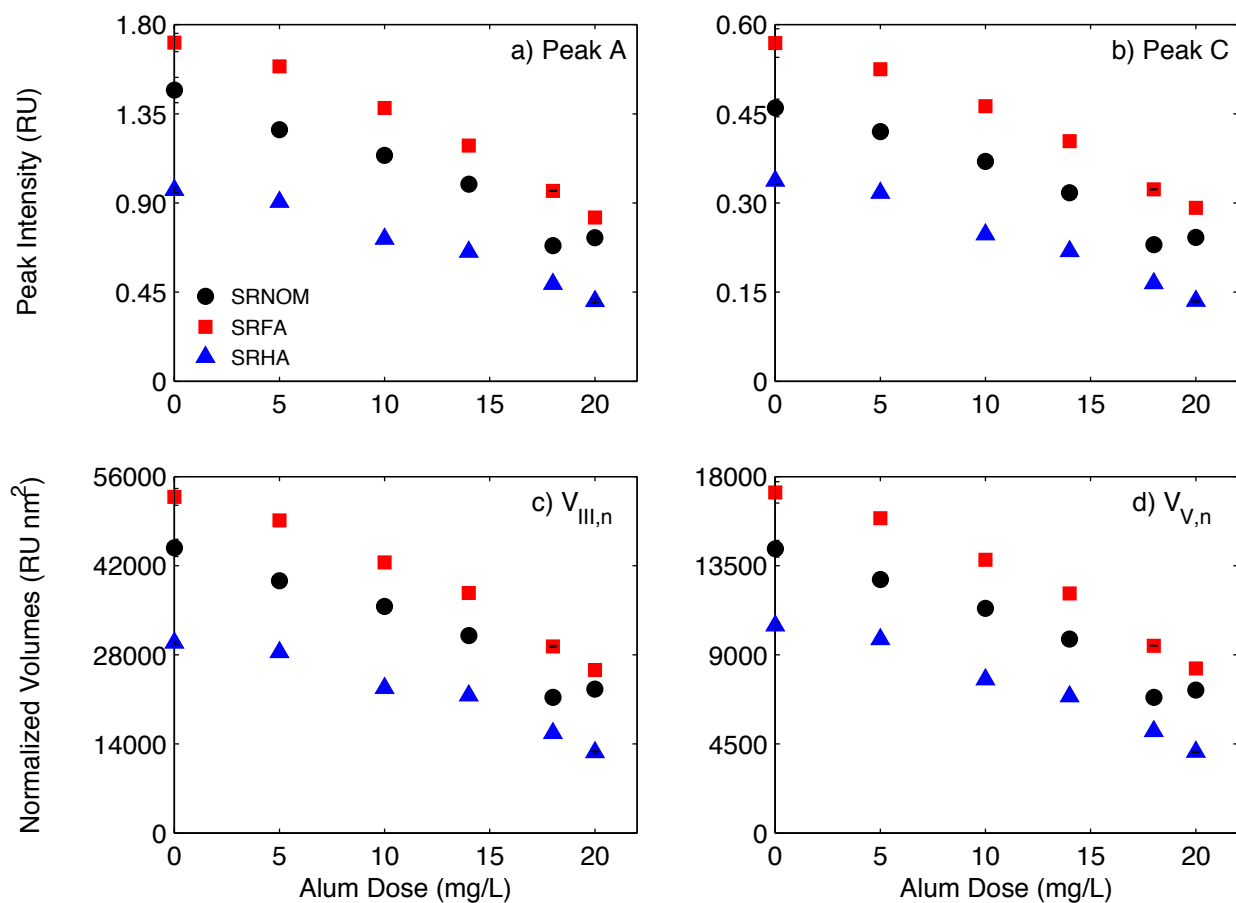 a) Peak A
1.80
1.35
0.90
0.45
0
Peak Intensity (RU)
SRNOM
SRFA
SRHA
0 5 10 15 20
b) Peak C
0.60
0.45
0.30
0.15
0
0 5 10 15 20
c) V_III,n
56000
42000
28000
14000
0
Normalized Volumes (RU nm²)
0 5 10 15 20
Alum Dose (mg/L)
d) V_V,n
18000
13500
9000
4500
0
0 5 10 15 20
Alum Dose (mg/L)